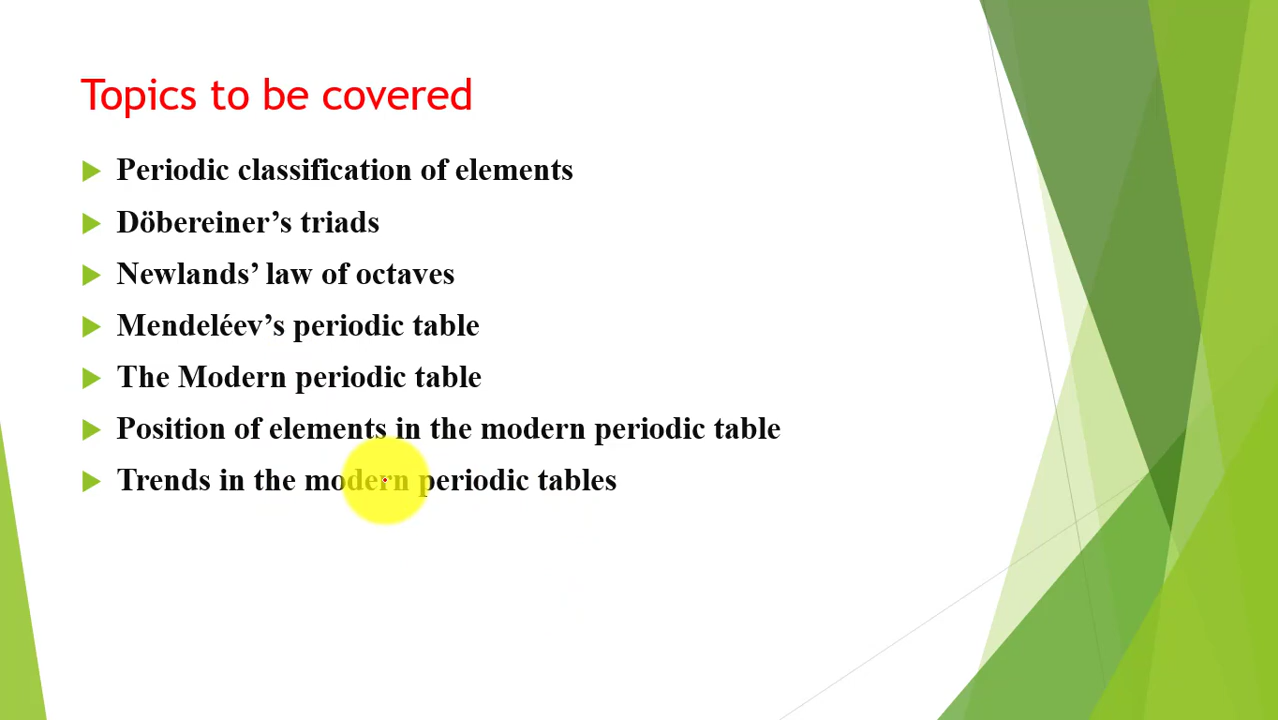 Topics to be covered
Periodic classification of elements
Döbereiner’s triads
Newlands’ law of octaves
Mendeléev’s periodic table
The Modern periodic table
Position of elements in the modern periodic table
Trends in the modern periodic tables